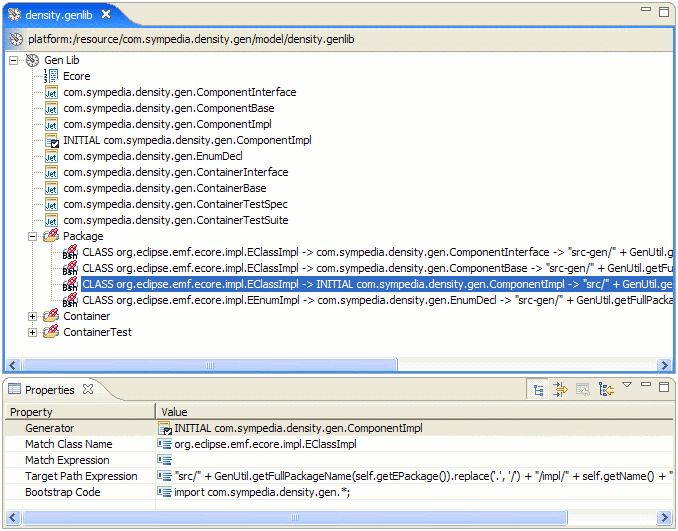 density.genlib
platform:/resource/com.sympedia.density.gen/model/density.genlib
Gen Lib
Ecore
com.sympedia.density.gen.ComponentInterface
com.sympedia.density.gen.ComponentBase
com.sympedia.density.gen.ComponentImpl
INITIAL com.sympedia.density.gen.ComponentImpl
com.sympedia.density.gen.EnumDecl
com.sympedia.density.gen.ContainerInterface
com.sympedia.density.gen.ContainerBase
com.sympedia.density.gen.ContainerTestSpec
com.sympedia.density.gen.ContainerTestSuite
Package
CLASS org.eclipse.emf.ecore.impl.EClassImpl -> com.sympedia.density.gen.ComponentInterface -> "src-gen/" + GenUtil.g
CLASS org.eclipse.emf.ecore.impl.EClassImpl -> com.sympedia.density.gen.ComponentBase -> "src-gen/" + GenUtil.getFu
CLASS org.eclipse.emf.ecore.impl.EClassImpl -> INITIAL com.sympedia.density.gen.ComponentImpl -> "src/" + GenUtil.ge
CLASS org.eclipse.emf.ecore.impl.EEnumImpl -> com.sympedia.density.gen.EnumDecl -> "src-gen/" + GenUtil.getFullPacka
Container
ContainerTest
Properties
Property Value
Generator INITIAL com.sympedia.density.gen.ComponentImpl
Match Class Name org.eclipse.emf.ecore.impl.EClassImpl
Match Expression
Target Path Expression "src/" + GenUtil.getFullPackageName(self.getEPackage()).replace('.', '/') + "/impl/" + self.getName() + "
Bootstrap Code import com.sympedia.density.gen.*;